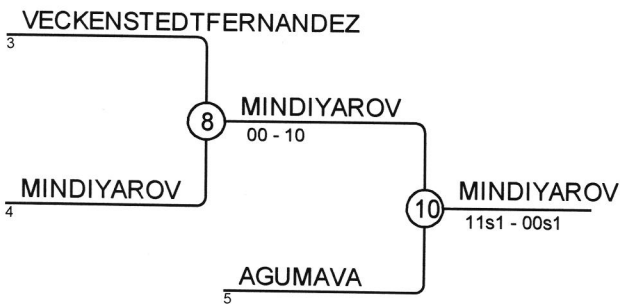 VECKENSTEDTFERNANDEZ
3
8
MINDIYAROV
00 - 10
MINDIYAROV
4
10
MINDIYAROV
11s1 - 00s1
AGUMAVA
5